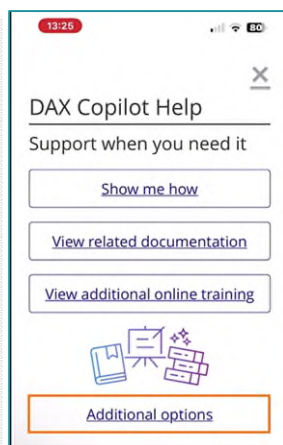 13:25
80
DAX Copilot Help
Support when you need it
Show me how
View related documentation
View additional online training
Additional options